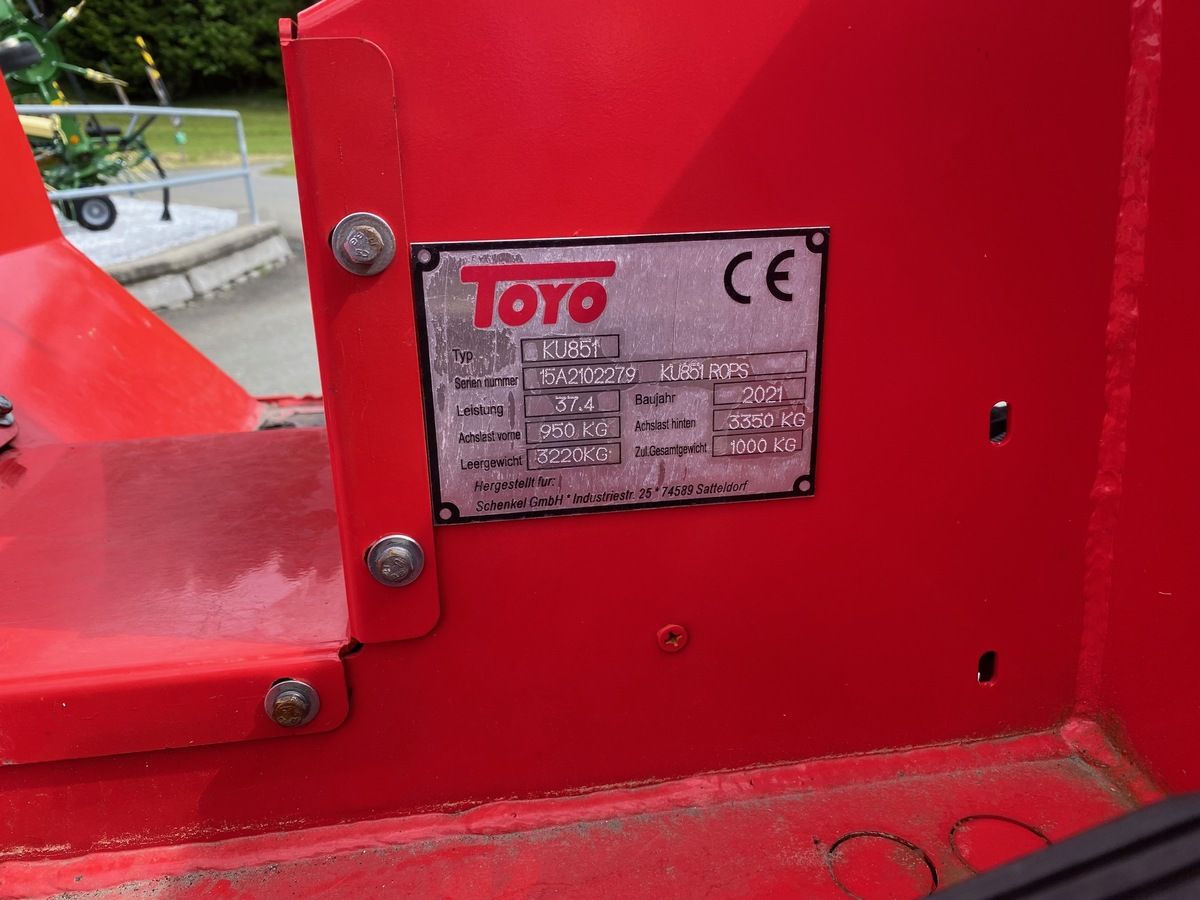 TOYO CE
Typ KU851
Serien nummer 15A2102279 KU851 ROPS
Leistung 37.4 Baujahr 2021
Achslast vorne 950 KG Achslast hinten 3350 KG
Leergewicht 3220KG Zul.Gesamtgewicht 1000 KG
Hergestellt fur:
Schenkel GmbH * Industriestr. 25 * 74589 Satteldorf